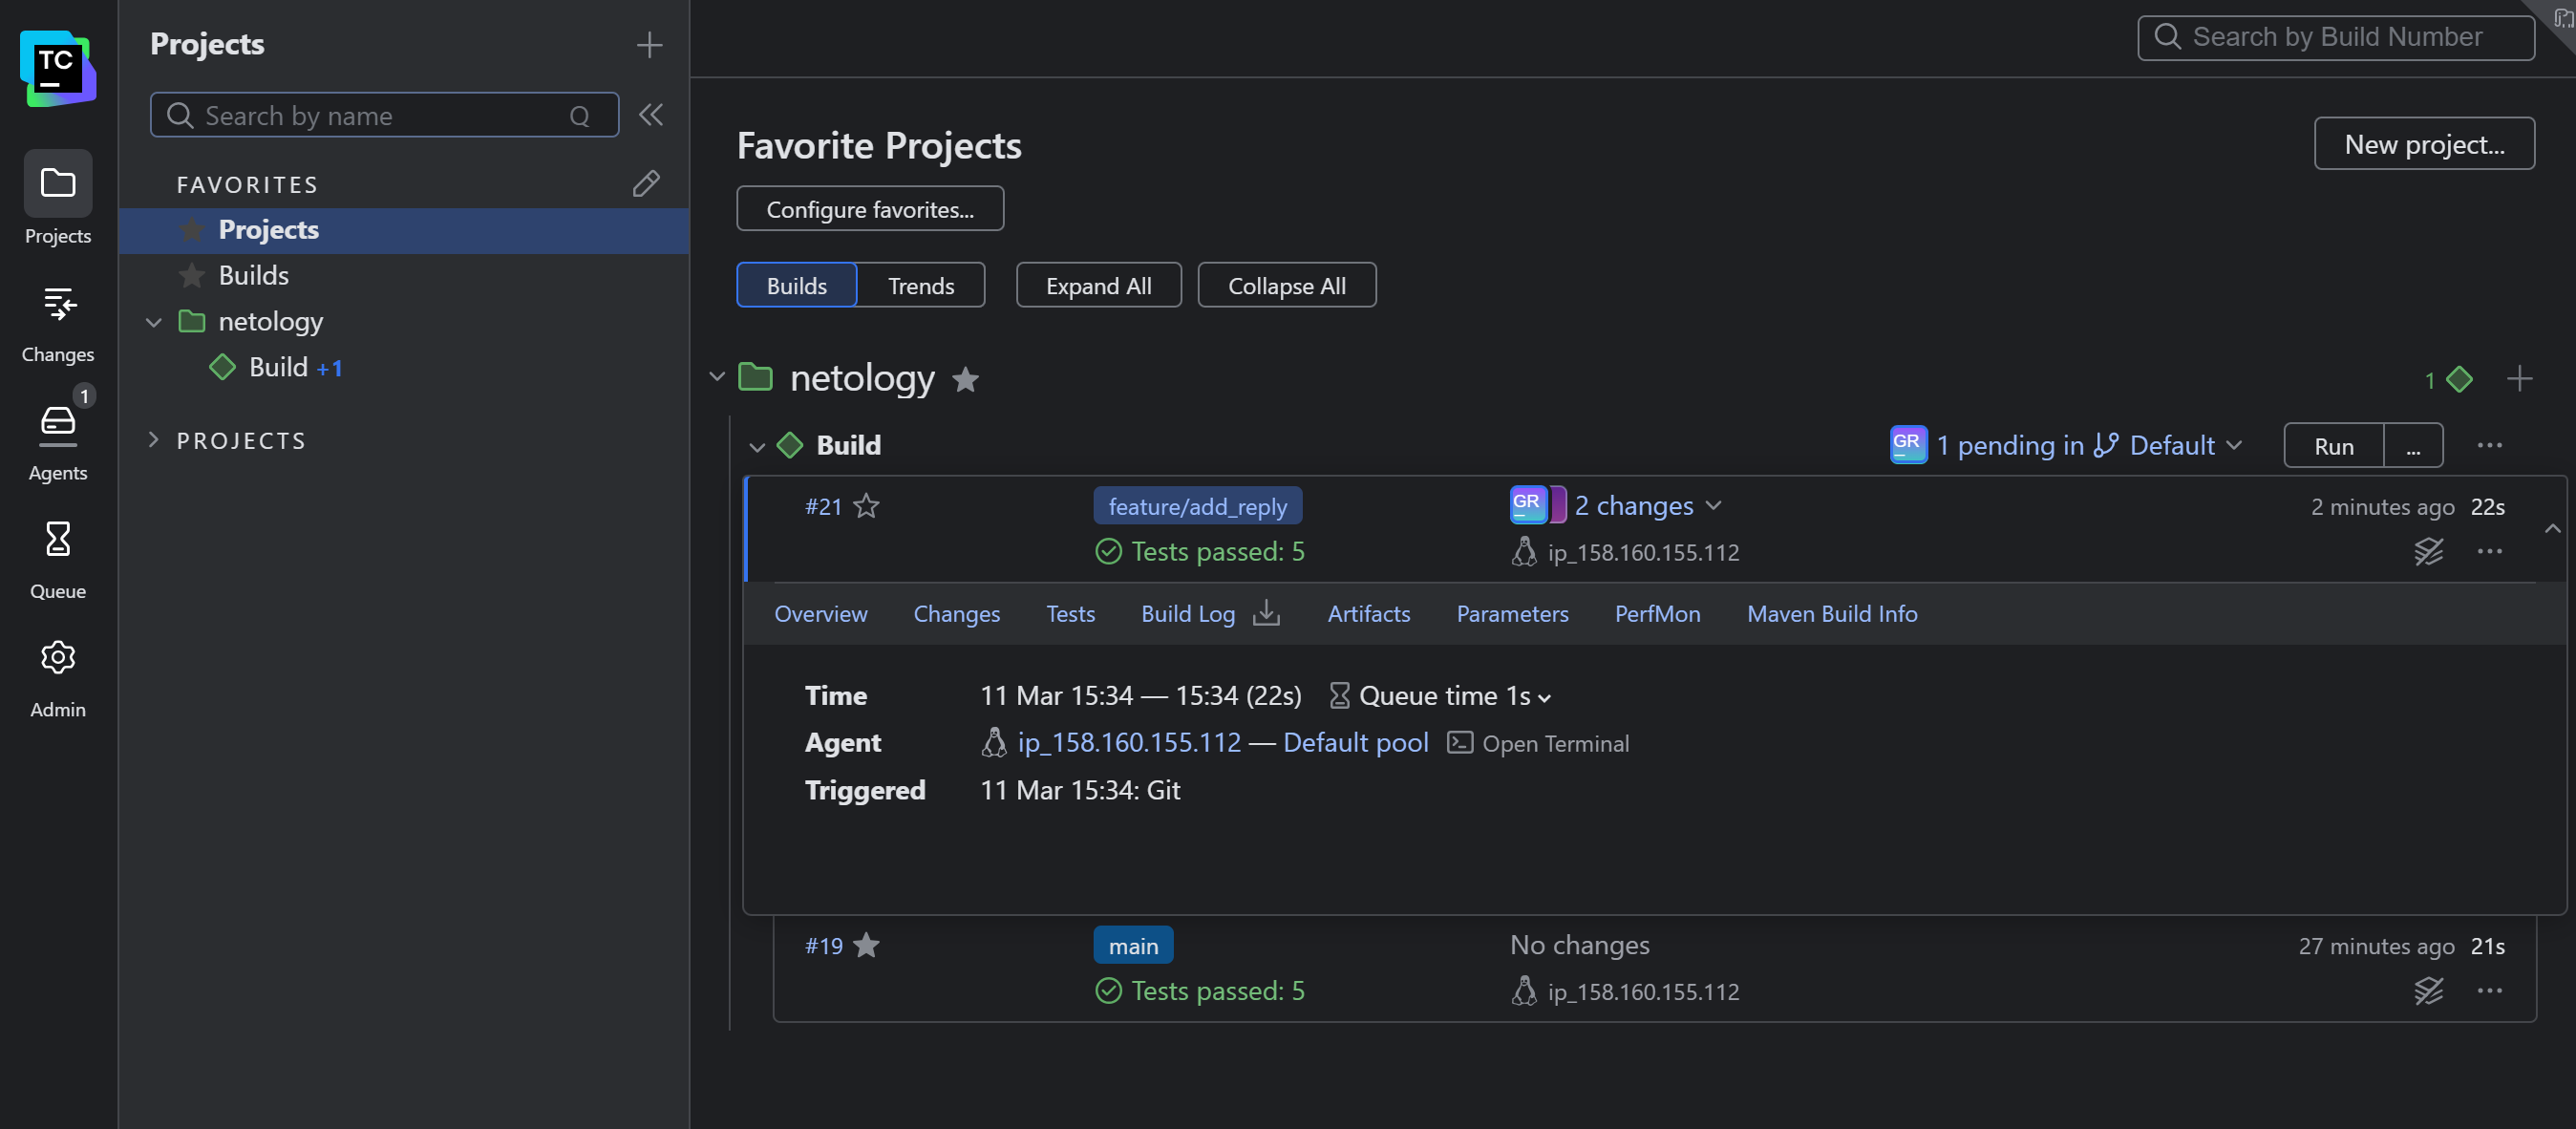 TC
Projects
Changes
1
Agents
Queue
Admin
Projects
Search by name
Q
FAVORITES
Projects
Builds
netology
Build +1
PROJECTS
Search by Build Number
Favorite Projects
New project...
Configure favorites...
Builds
Trends
Expand All
Collapse All
netology
1
Build
GR
1 pending in Default
Run
...
#21
feature/add_reply
GR
2 changes
2 minutes ago 22s
Tests passed: 5
ip_158.160.155.112
Overview
Changes
Tests
Build Log
Artifacts
Parameters
PerfMon
Maven Build Info
Time 11 Mar 15:34 — 15:34 (22s) Queue time 1s
Agent ip_158.160.155.112 — Default pool Open Terminal
Triggered 11 Mar 15:34: Git
#19
main
No changes
27 minutes ago 21s
Tests passed: 5
ip_158.160.155.112